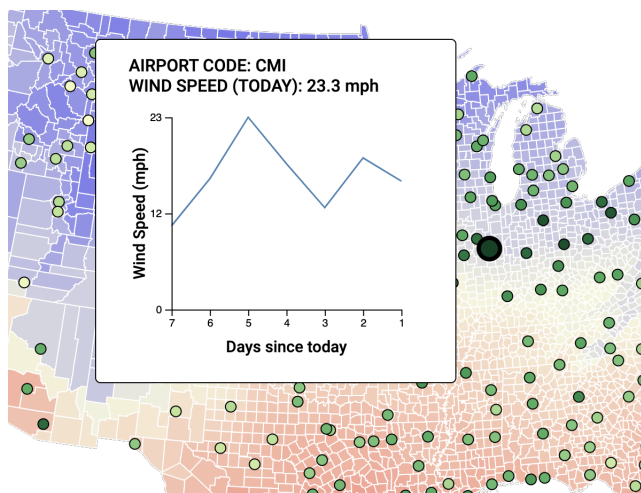 AIRPORT CODE: CMI
WIND SPEED (TODAY): 23.3 mph
23
12
0
Wind Speed (mph)
7 6 5 4 3 2 1
Days since today